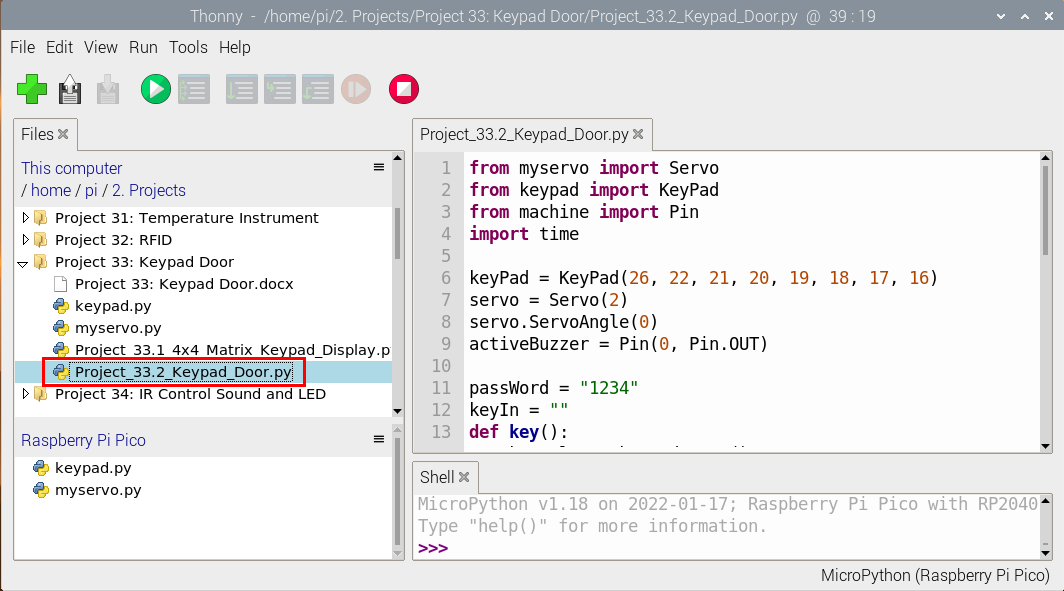 Thonny - /home/pi/2. Projects/Project 33: Keypad Door/Project_33.2_Keypad_Door.py @ 39 : 19
File Edit View Run Tools Help
Files
This computer
/ home / pi / 2. Projects
Project 31: Temperature Instrument
Project 32: RFID
Project 33: Keypad Door
Project 33: Keypad Door.docx
keypad.py
myservo.py
Project_33.1_4x4_Matrix_Keypad_Display.p
Project_33.2_Keypad_Door.py
Project 34: IR Control Sound and LED
Raspberry Pi Pico
keypad.py
myservo.py
Project_33.2_Keypad_Door.py
1 from myservo import Servo
2 from keypad import KeyPad
3 from machine import Pin
4 import time
5
6 keyPad = KeyPad(26, 22, 21, 20, 19, 18, 17, 16)
7 servo = Servo(2)
8 servo.ServoAngle(0)
9 activeBuzzer = Pin(0, Pin.OUT)
10
11 passWord = "1234"
12 keyIn = ""
13 def key():
Shell
MicroPython v1.18 on 2022-01-17; Raspberry Pi Pico with RP2040
Type "help()" for more information.
>>>
MicroPython (Raspberry Pi Pico)